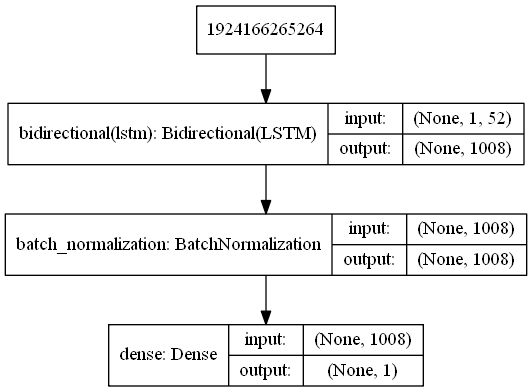 1924166265264
bidirectional(lstm): Bidirectional(LSTM)
input: (None, 1, 52)
output: (None, 1008)
batch_normalization: BatchNormalization
input: (None, 1008)
output: (None, 1008)
dense: Dense
input: (None, 1008)
output: (None, 1)